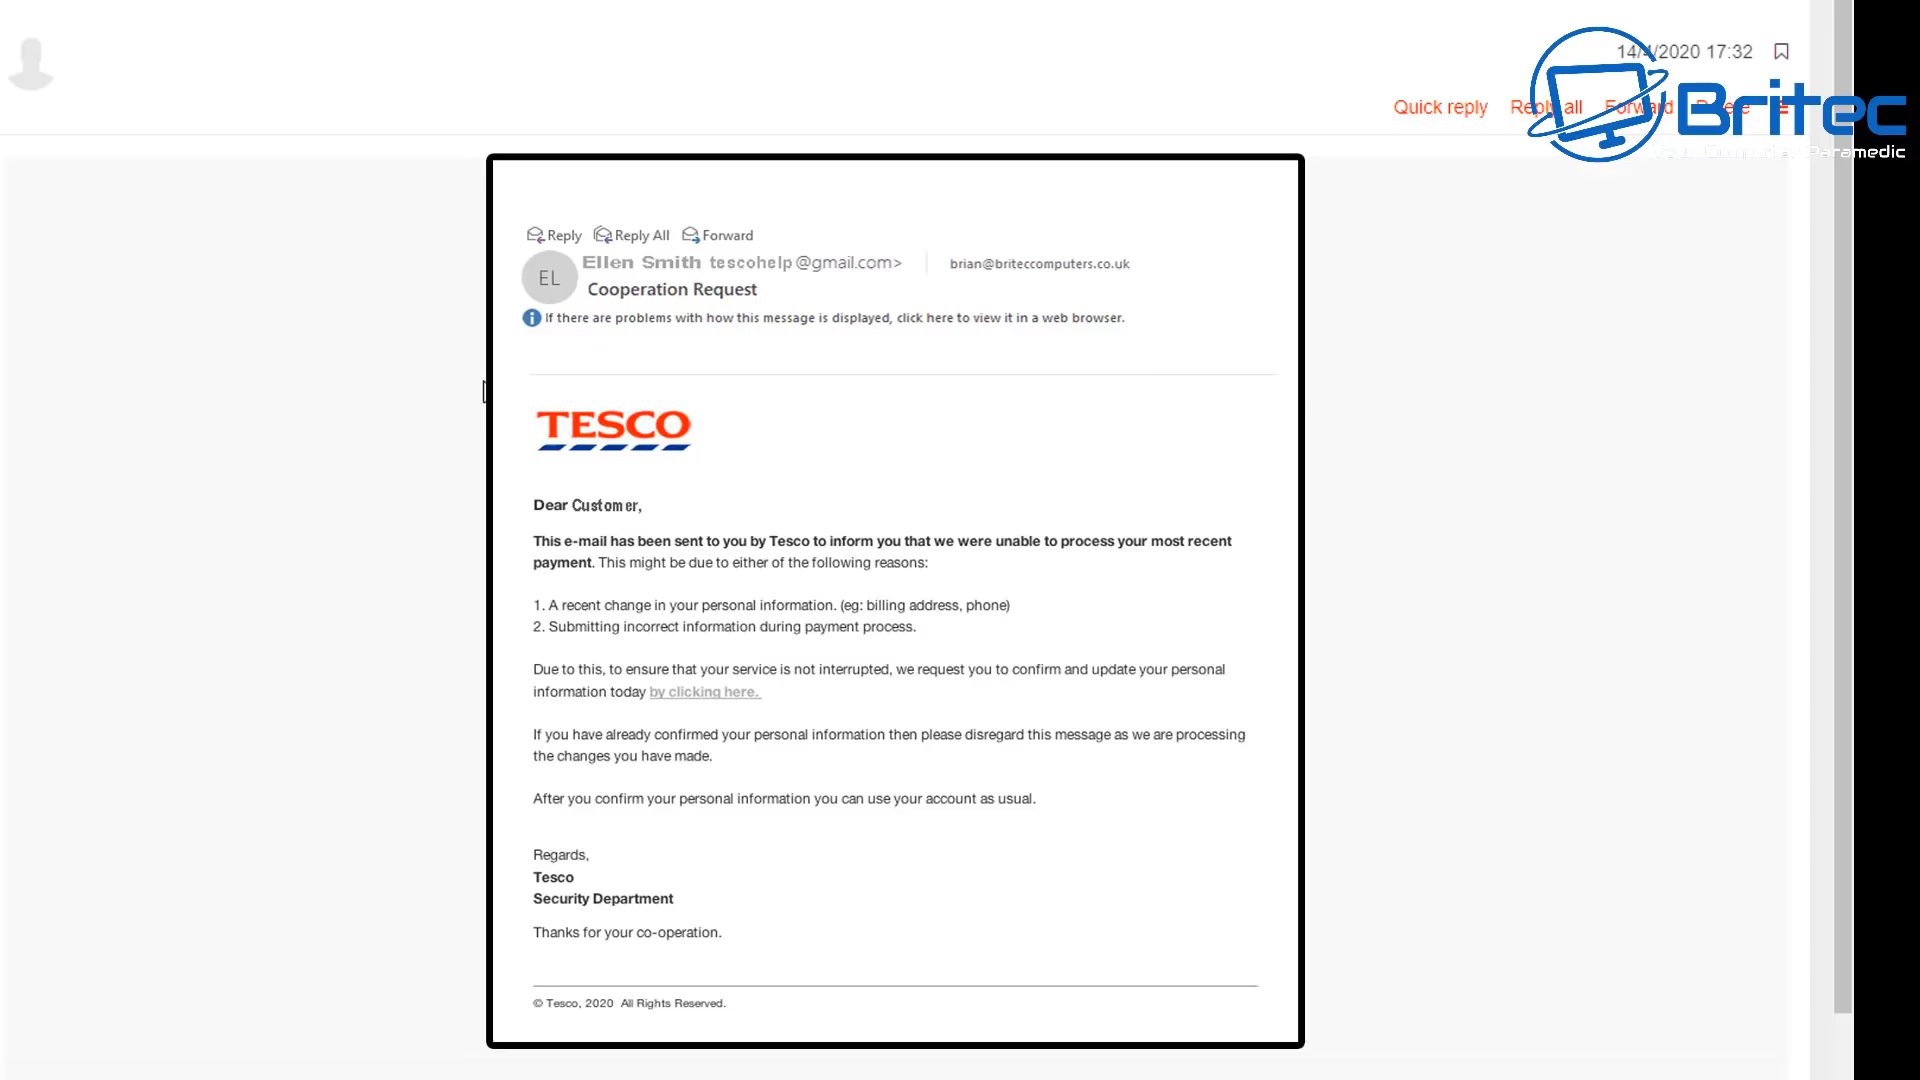 14/4/2020 17:32
Quick reply Reply all Forward
Britec
Computer Paramedic
Reply Reply All Forward
EL
Ellen Smith tescohelp@gmail.com> brian@briteccomputers.co.uk
Cooperation Request
If there are problems with how this message is displayed, click here to view it in a web browser.
TESCO
Dear Customer,
This e-mail has been sent to you by Tesco to inform you that we were unable to process your most recent
payment. This might be due to either of the following reasons:
1. A recent change in your personal information. (eg: billing address, phone)
2. Submitting incorrect information during payment process.
Due to this, to ensure that your service is not interrupted, we request you to confirm and update your personal
information today by clicking here.
If you have already confirmed your personal information then please disregard this message as we are processing
the changes you have made.
After you confirm your personal information you can use your account as usual.
Regards,
Tesco
Security Department
Thanks for your co-operation.
© Tesco, 2020 All Rights Reserved.